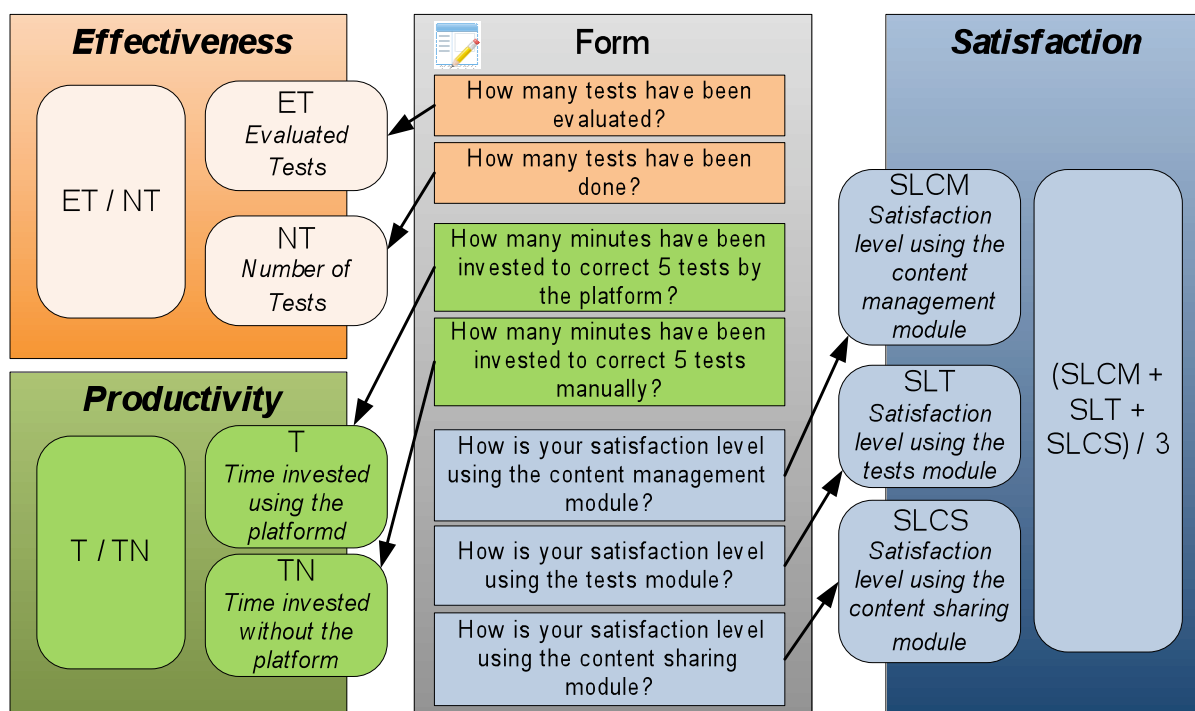 Effectiveness
ET / NT
ET
Evaluated
Tests
NT
Number of
Tests
Productivity
T / TN
T
Time invested
using the
platformd
TN
Time invested
without the
platform
Form
How many tests have been
evaluated?
How many tests have been
done?
How many minutes have been
invested to correct 5 tests by
the platform?
How many minutes have been
invested to correct 5 tests
manually?
How is your satisfaction level
using the content management
module?
How is your satisfaction level
using the tests module?
How is your satisfaction level
using the content sharing
module?
Satisfaction
SLCM
Satisfaction
level using the
content
management
module
SLT
Satisfaction
level using the
tests module
SLCS
Satisfaction
level using the
content sharing
module
(SLCM +
SLT +
SLCS) / 3